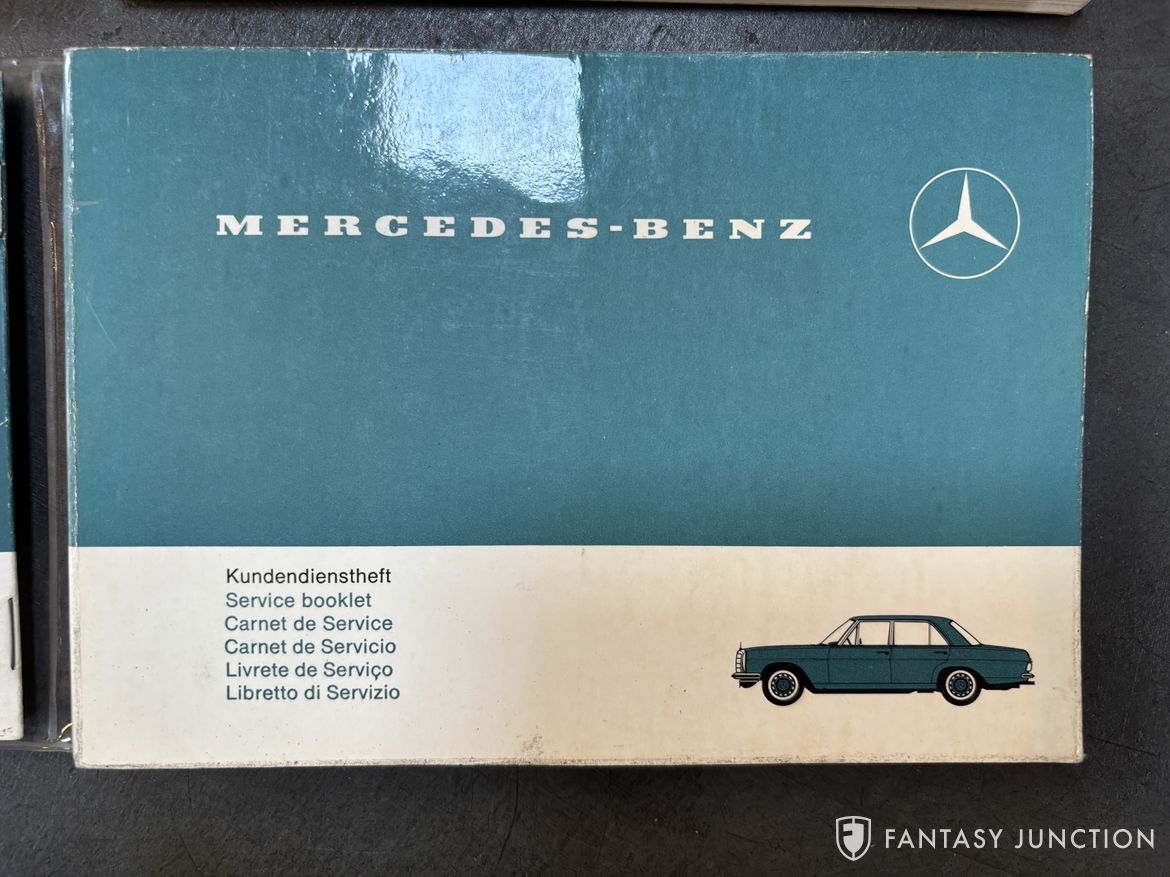 MERCEDES-BENZ
Kundendienstheft
Service booklet
Carnet de Service
Carnet de Servicio
Livrete de Serviço
Libretto di Servizio
FANTASY JUNCTION